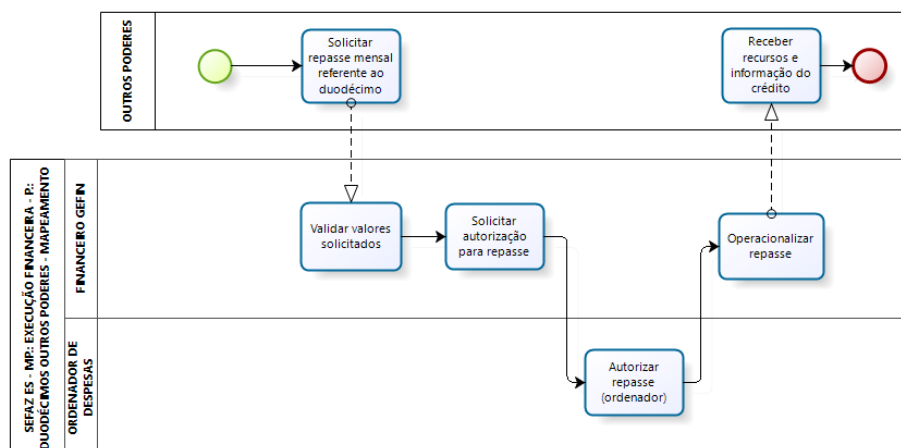 OUTROS PODERES
Solicitar
repasse mensal
referente ao
duodécimo
Receber
recursos e
informação do
crédito
SEFAZ ES - MP.: EXECUÇÃO FINANCEIRA - P.:
DUODÉCIMOS OUTROS PODERES - MAPEAMENTO
FINANCEIRO GEFIN
Validar valores
solicitados
Solicitar
autorização
para repasse
Operacionalizar
repasse
ORDENADOR DE
DESPESAS
Autorizar
repasse
(ordenador)